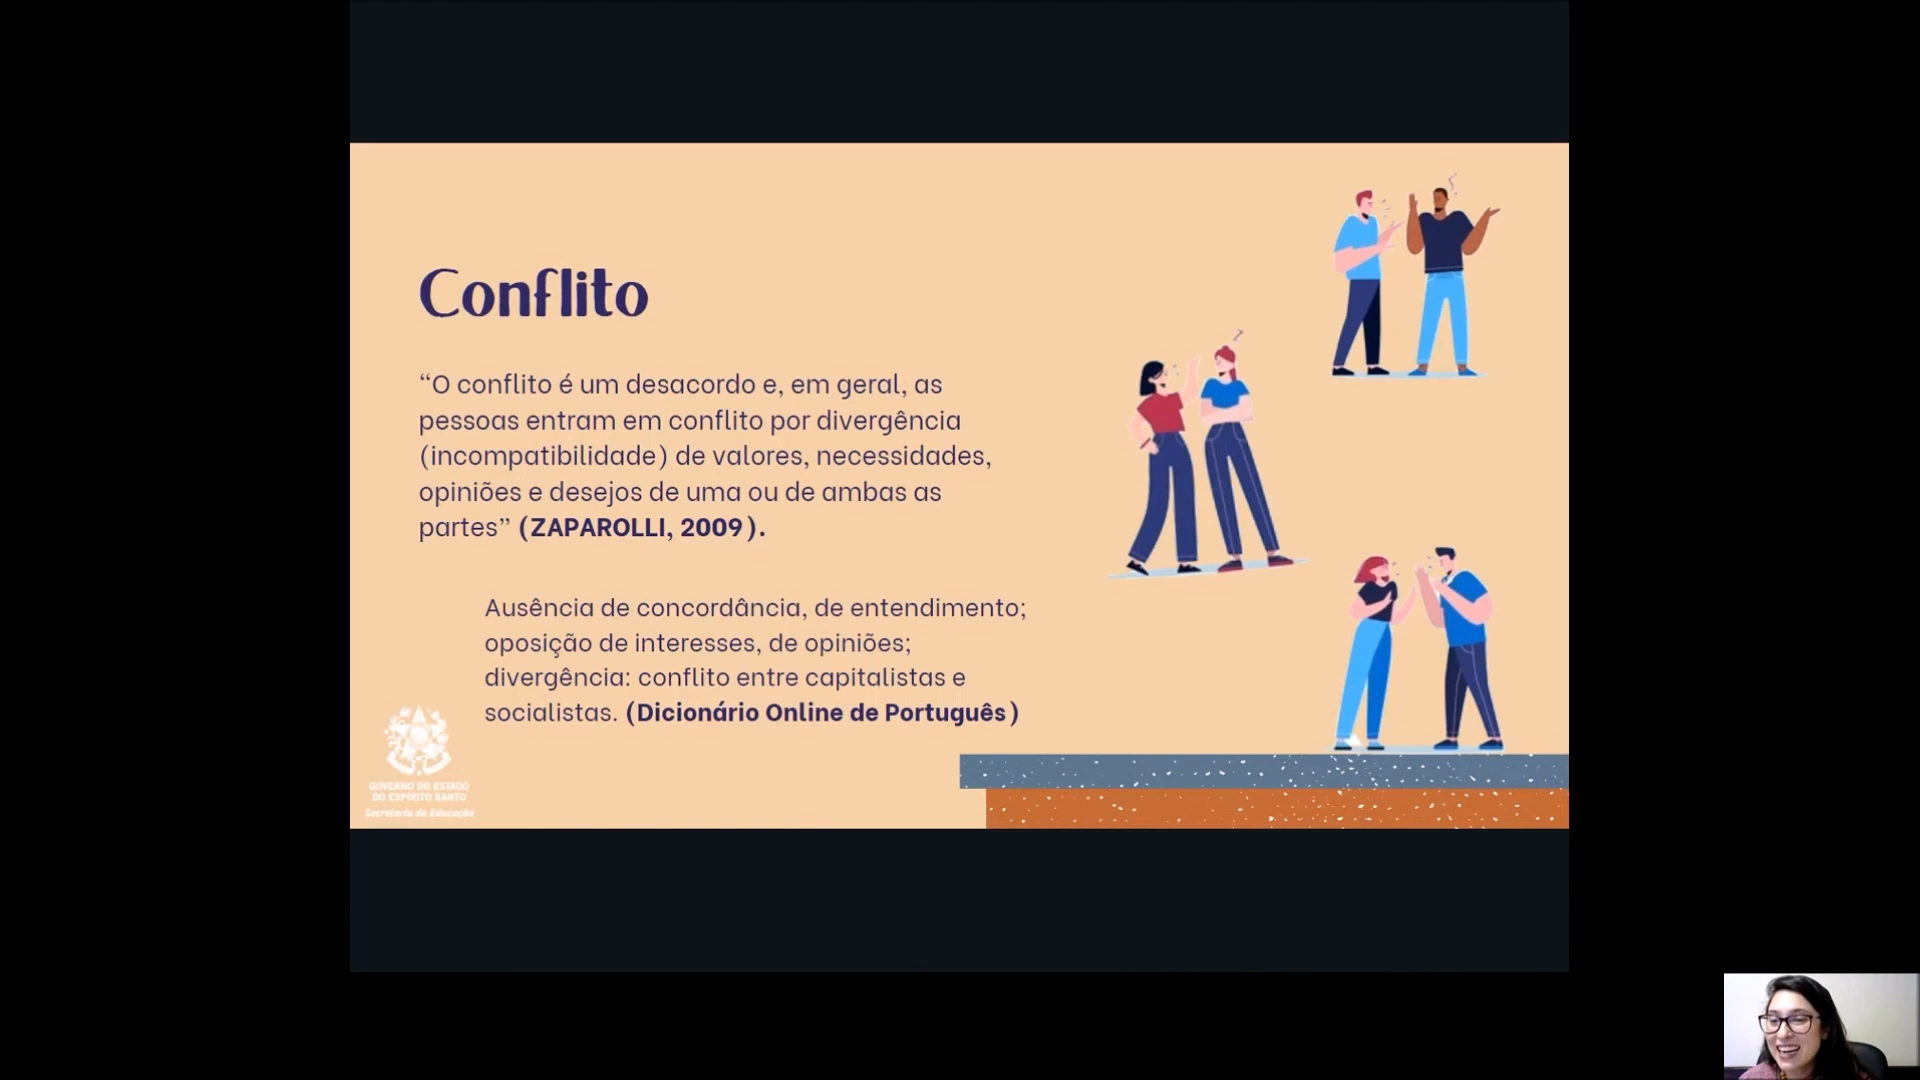 Conflito
“O conflito é um desacordo e, em geral, as
pessoas entram em conflito por divergência
(incompatibilidade) de valores, necessidades,
opiniões e desejos de uma ou de ambas as
partes” (ZAPAROLLI, 2009).
Ausência de concordância, de entendimento;
oposição de interesses, de opiniões;
divergência: conflito entre capitalistas e
socialistas. (Dicionário Online de Português)
GOVERNO DO ESTADO
DO ESPÍRITO SANTO
Secretaria da Educação